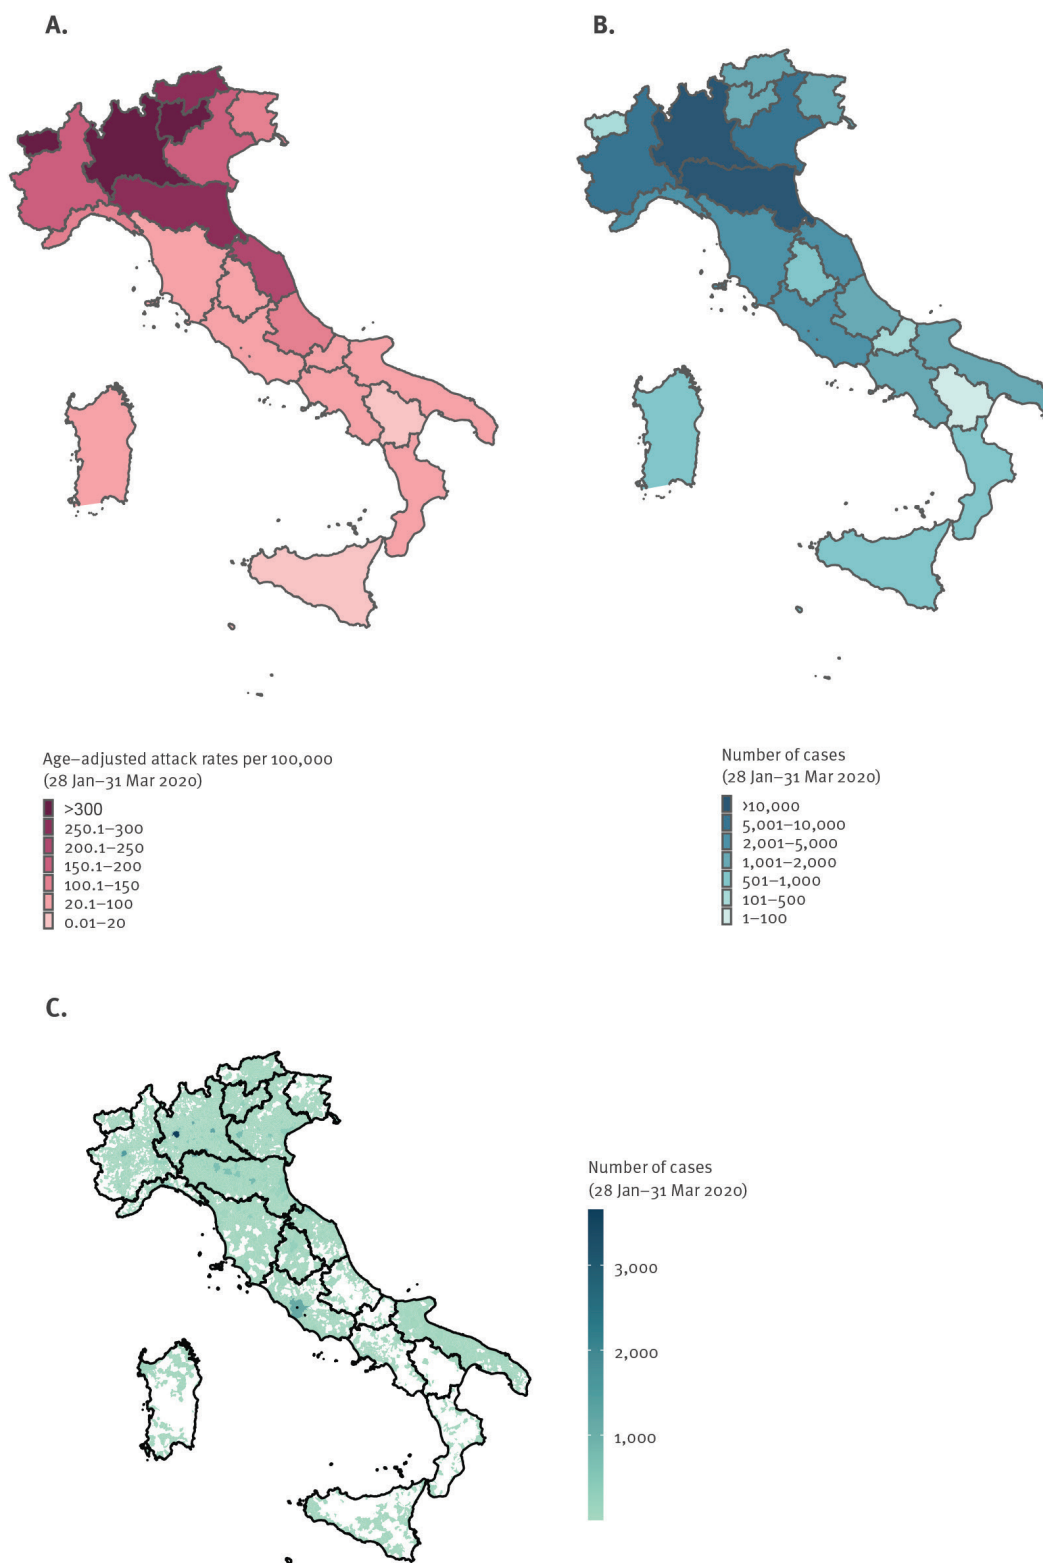 A.
B.
Age–adjusted attack rates per 100,000
(28 Jan–31 Mar 2020)
>300
250.1–300
200.1–250
150.1–200
100.1–150
20.1–100
0.01–20
Number of cases
(28 Jan–31 Mar 2020)
>10,000
5,001–10,000
2,001–5,000
1,001–2,000
501–1,000
101–500
1–100
C.
Number of cases
(28 Jan–31 Mar 2020)
3,000
2,000
1,000